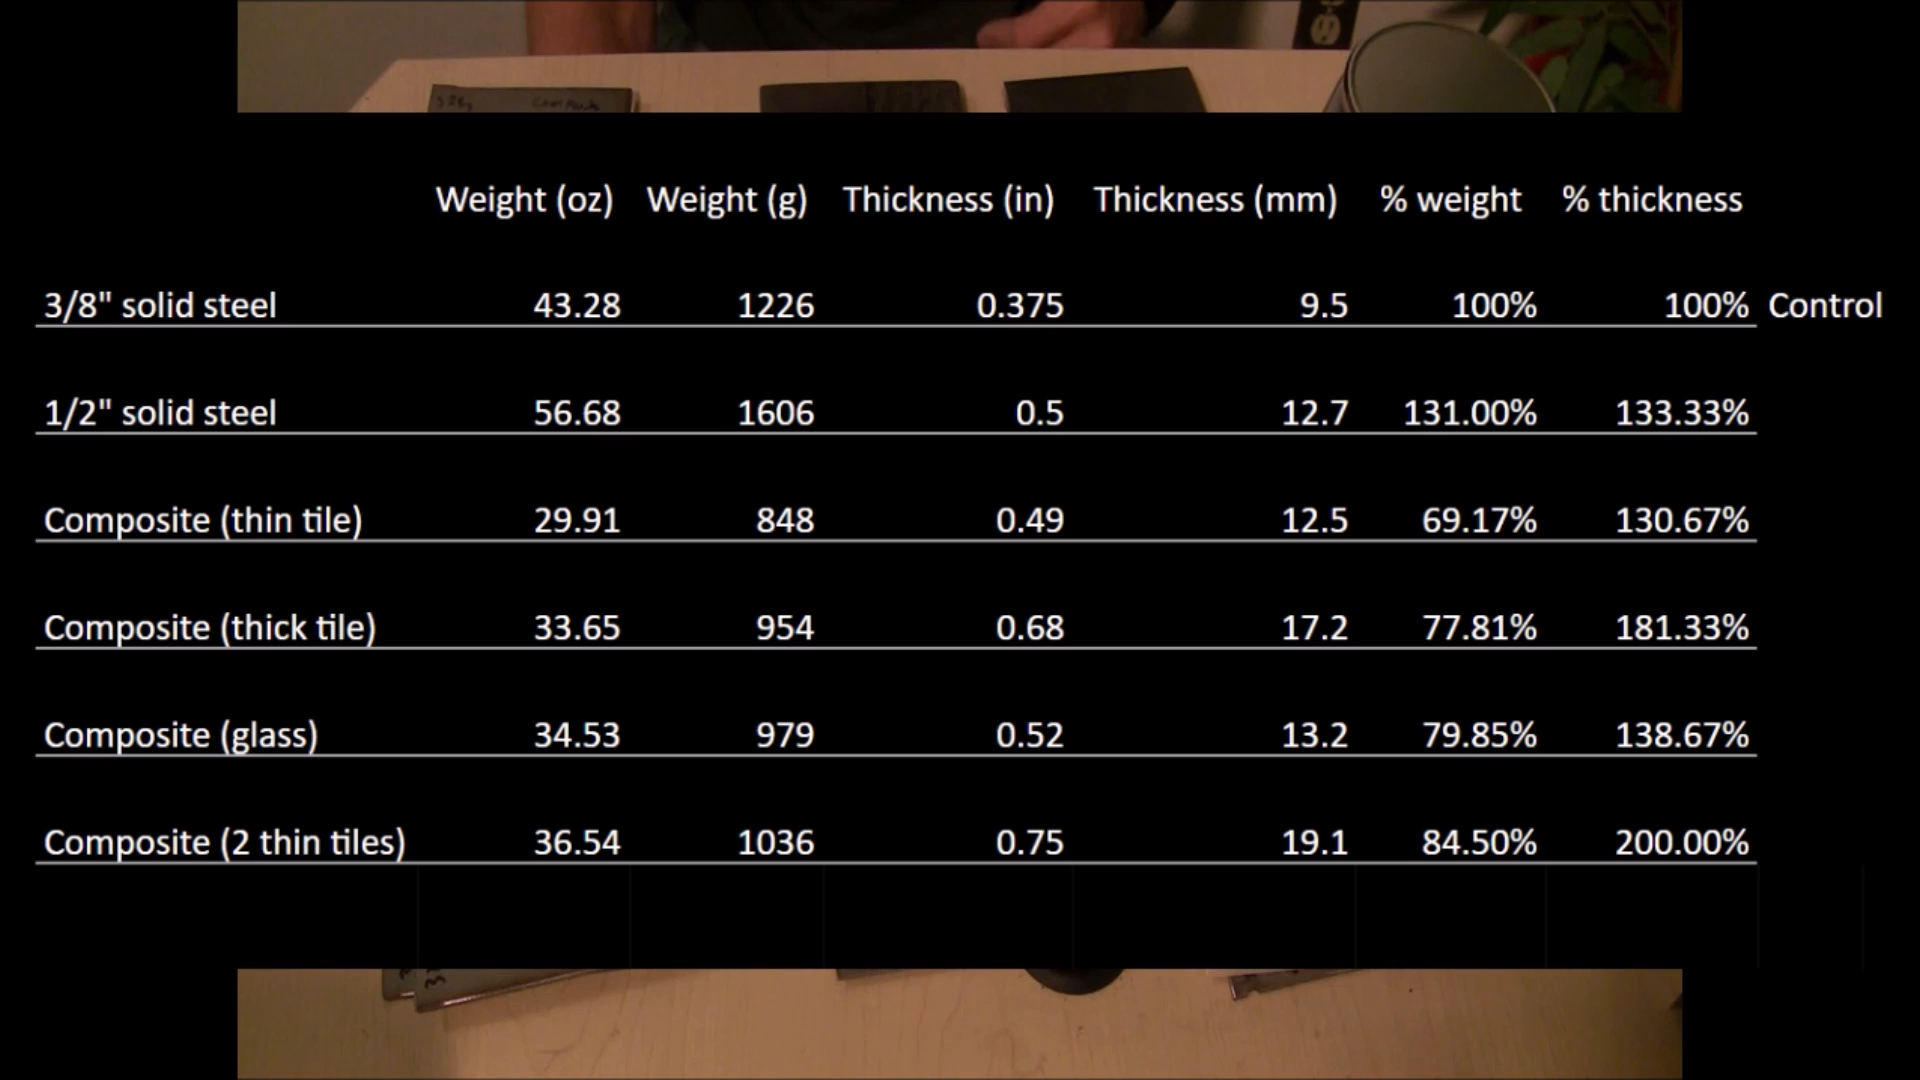 Weight (oz) Weight (g) Thickness (in) Thickness (mm) % weight % thickness
3/8" solid steel 43.28 1226 0.375 9.5 100% 100% Control
1/2" solid steel 56.68 1606 0.5 12.7 131.00% 133.33%
Composite (thin tile) 29.91 848 0.49 12.5 69.17% 130.67%
Composite (thick tile) 33.65 954 0.68 17.2 77.81% 181.33%
Composite (glass) 34.53 979 0.52 13.2 79.85% 138.67%
Composite (2 thin tiles) 36.54 1036 0.75 19.1 84.50% 200.00%